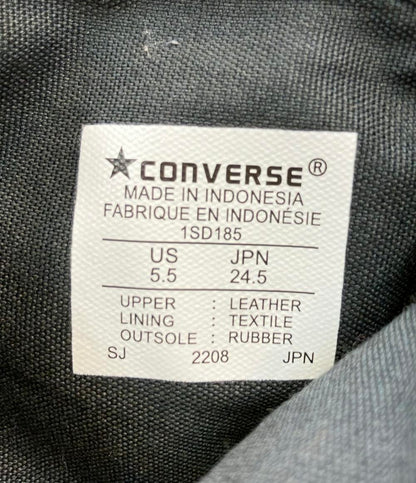 ★CONVERSE®
MADE IN INDONESIA
FABRIQUE EN INDONÉSIE
1SD185
US JPN
5.5 24.5
UPPER : LEATHER
LINING : TEXTILE
OUTSOLE : RUBBER
SJ 2208 JPN